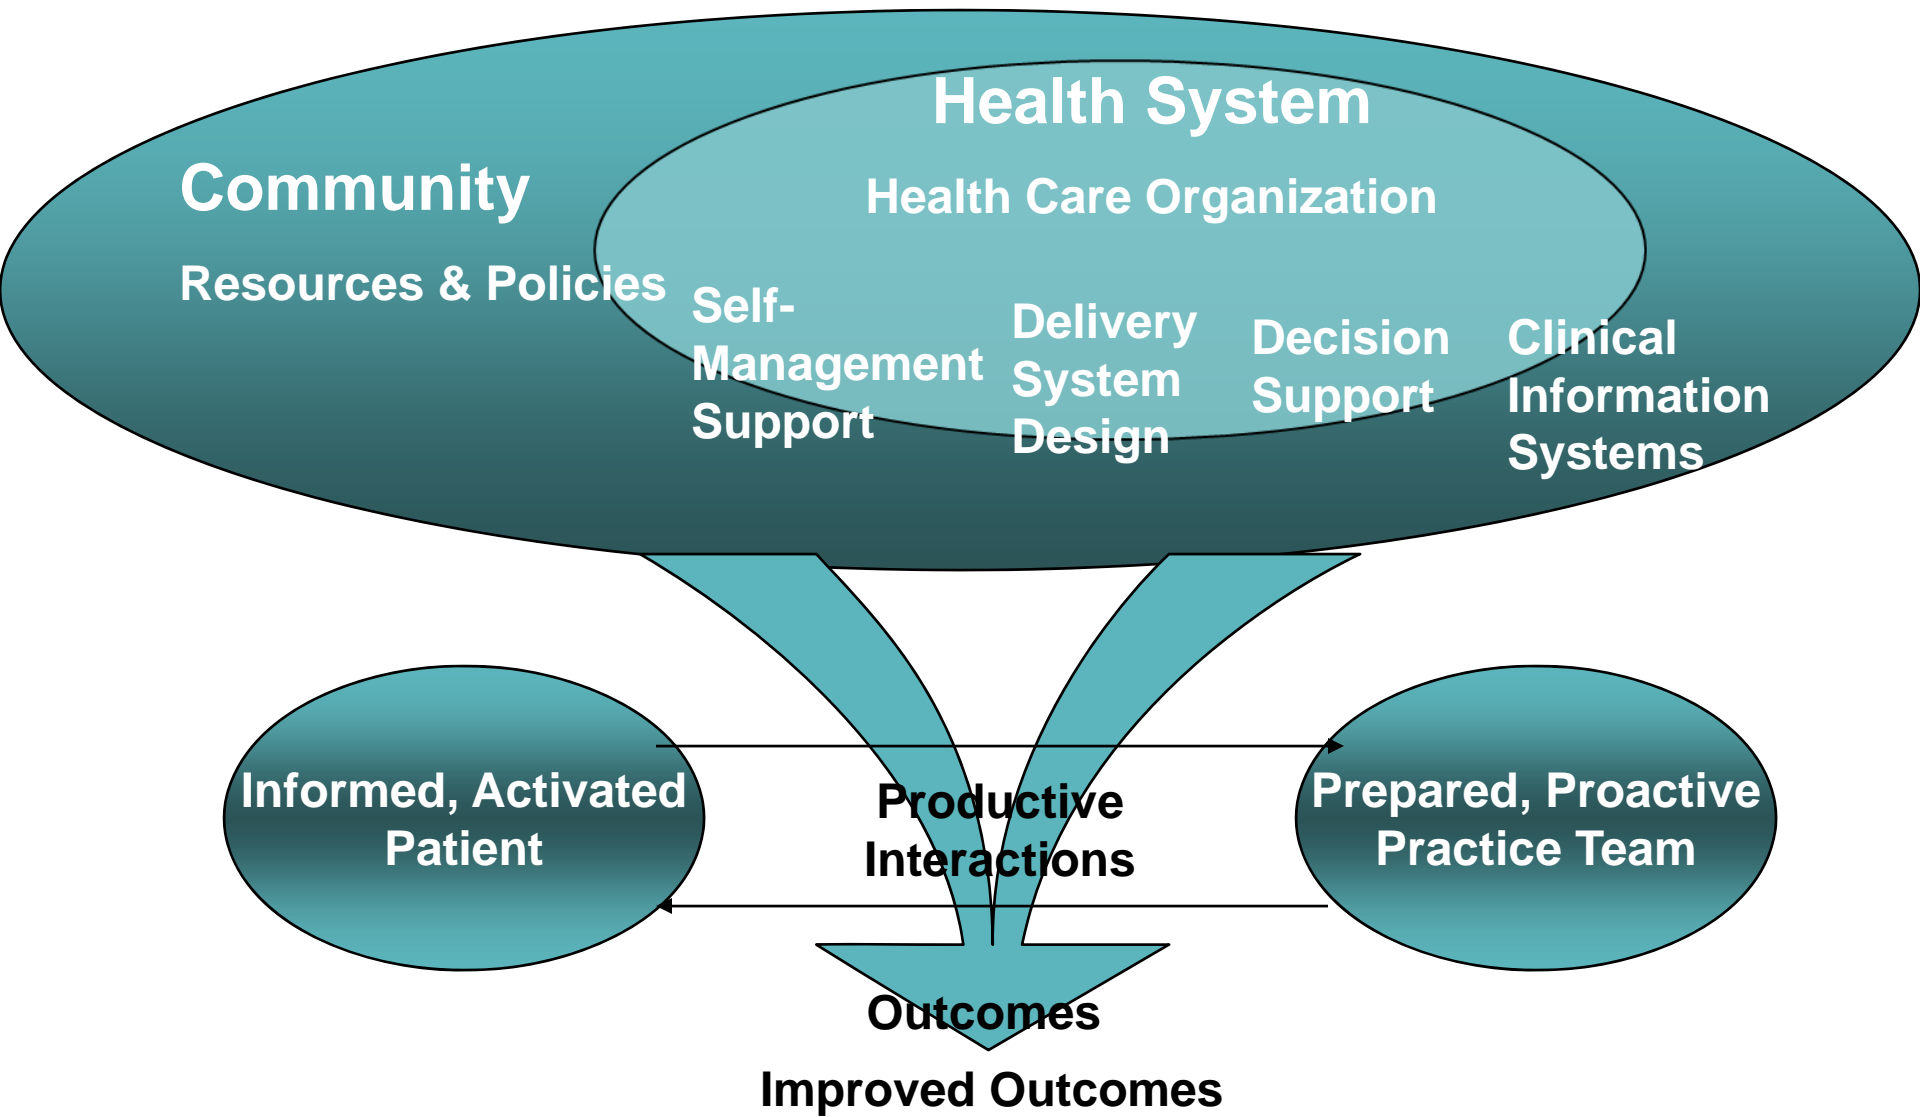 Health System
Community
Health Care Organization
Resources & Policies
Self-
Management
Support
Delivery
System
Design
Decision
Support
Clinical
Information
Systems
Informed, Activated
Patient
Productive
Interactions
Prepared, Proactive
Practice Team
Outcomes
Improved Outcomes